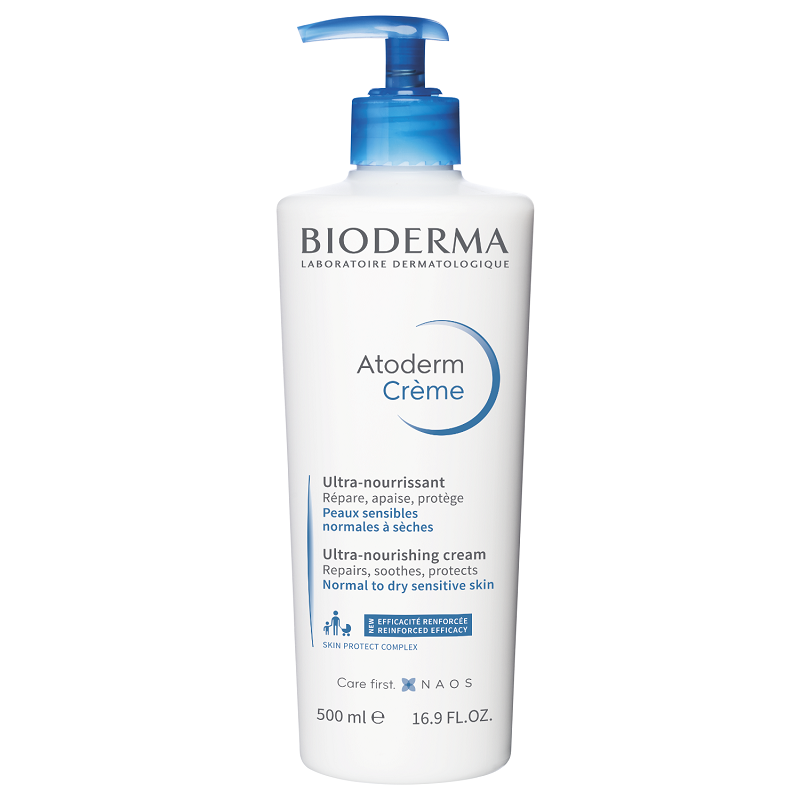 BIODERMA
LABORATOIRE DERMATOLOGIQUE
Atoderm
Crème
Ultra-nourrissant
Répare, apaise, protège
Peaux sensibles
normales à sèches
Ultra-nourishing cream
Repairs, soothes, protects
Normal to dry sensitive skin
NEW
EFFICACITÉ RENFORCÉE
REINFORCED EFFICACY
SKIN PROTECT COMPLEX
Care first. NAOS
500 ml ℮ 16.9 FL.OZ.